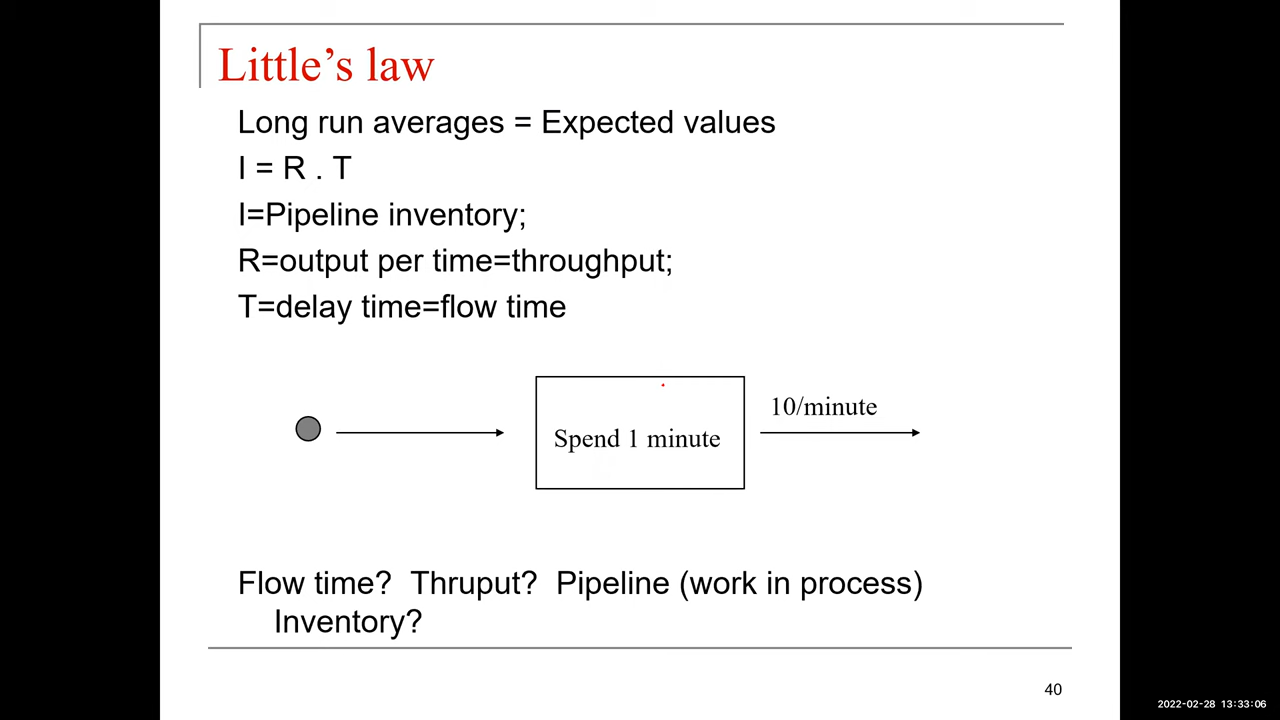 Little’s law
Long run averages = Expected values
I = R . T
I=Pipeline inventory;
R=output per time=throughput;
T=delay time=flow time
10/minute
Spend 1 minute
Flow time?  Thruput?  Pipeline (work in process)
Inventory?
40
2022-02-28 13:33:06